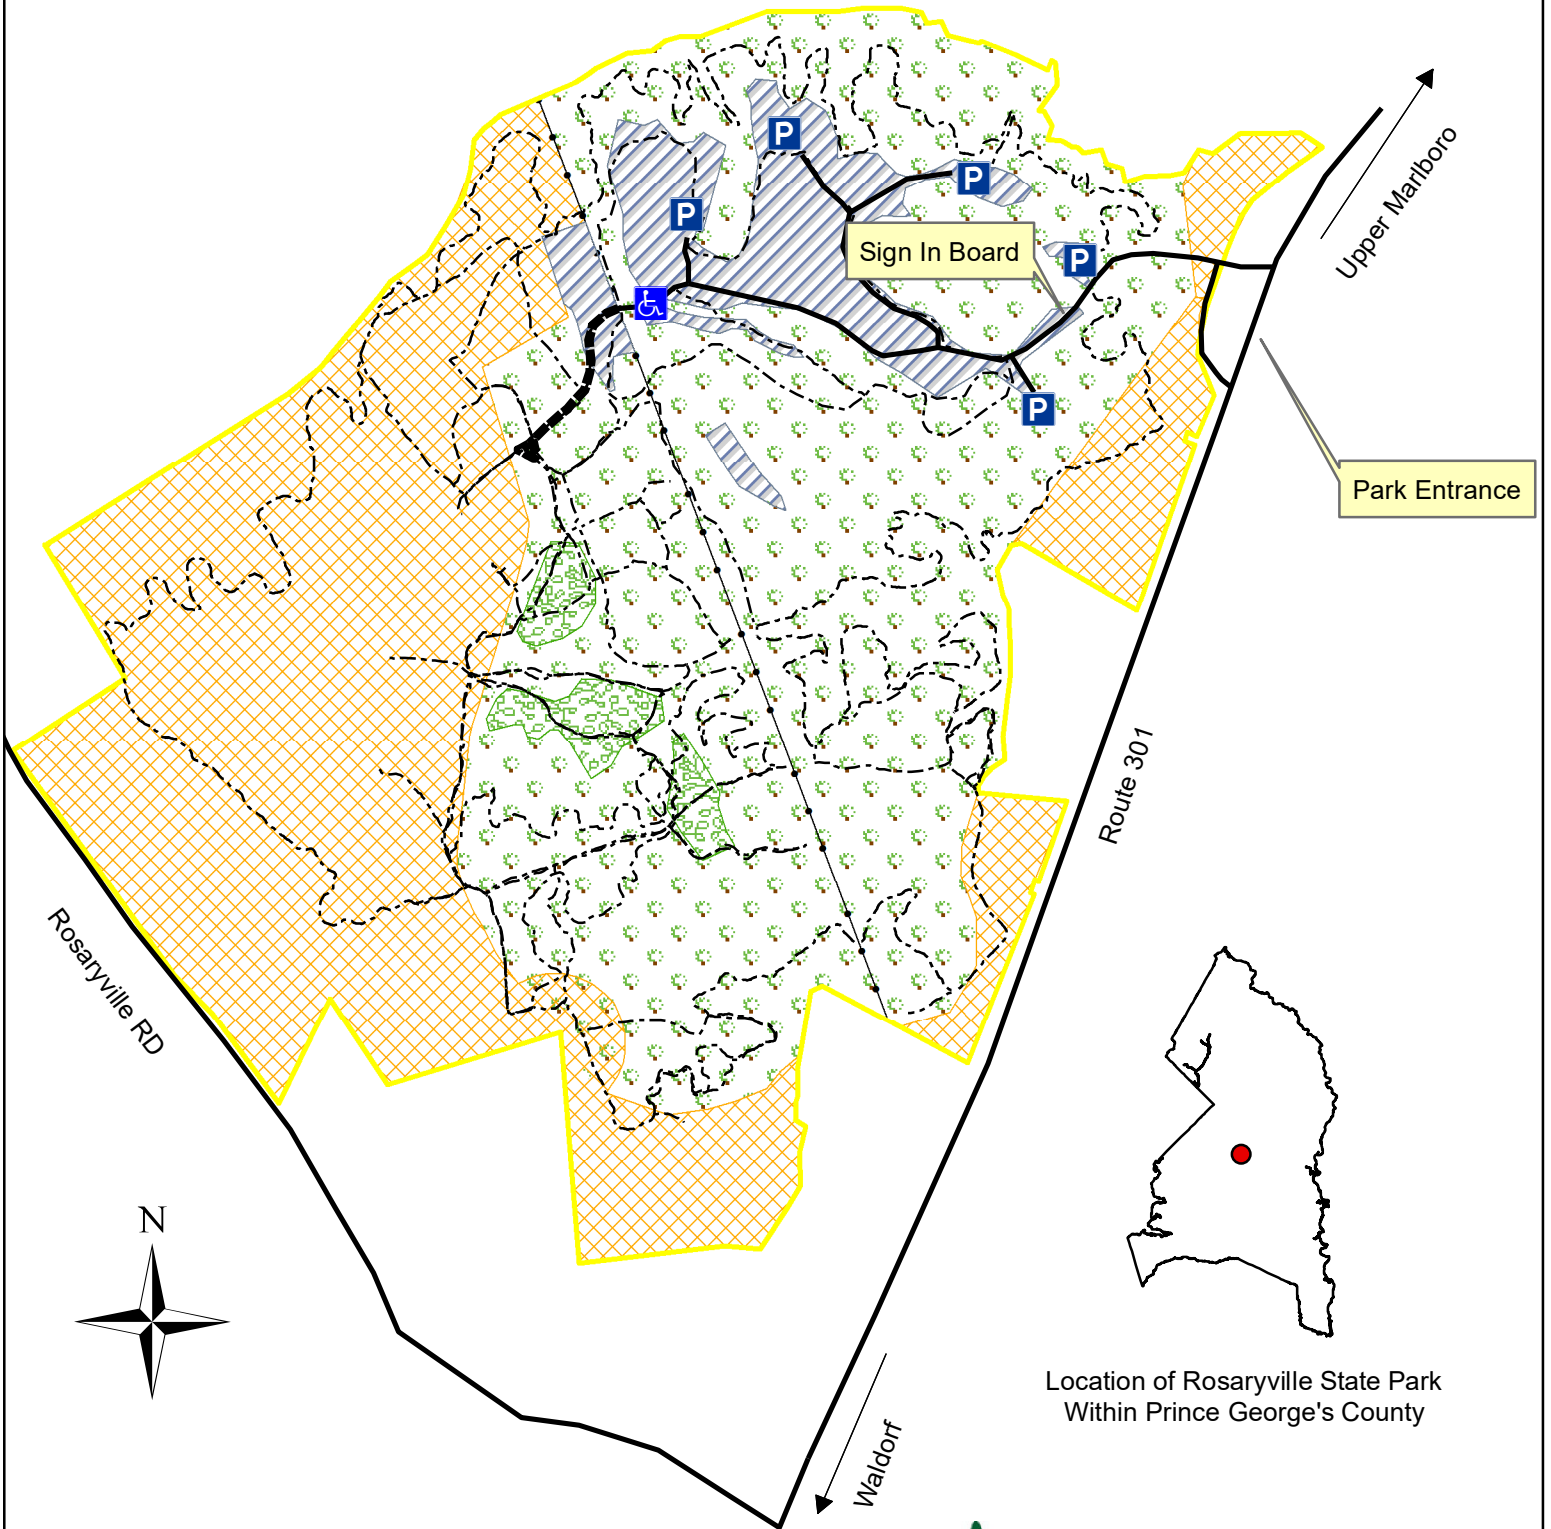 P
P
P
P
P
P
Sign In Board
Upper Marlboro
Park Entrance
Route 301
Rosaryville RD
N
Location of Rosaryville State Park
Within Prince George's County
Waldorf